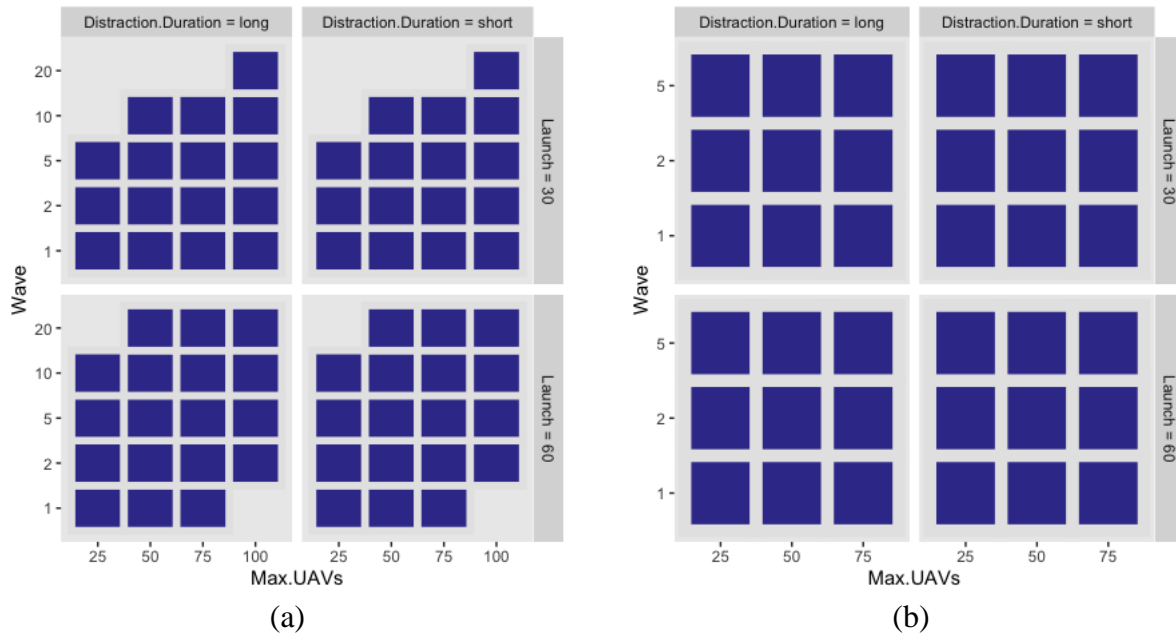 Distraction.Duration = long
Distraction.Duration = short
20
10
5
2
1
Launch = 30
20
10
5
2
1
Launch = 60
Wave
25
50
75
100
25
50
75
100
Max.UAVs
(a)
Distraction.Duration = long
Distraction.Duration = short
5
2
1
Launch = 30
5
2
1
Launch = 60
Wave
25
50
75
25
50
75
Max.UAVs
(b)